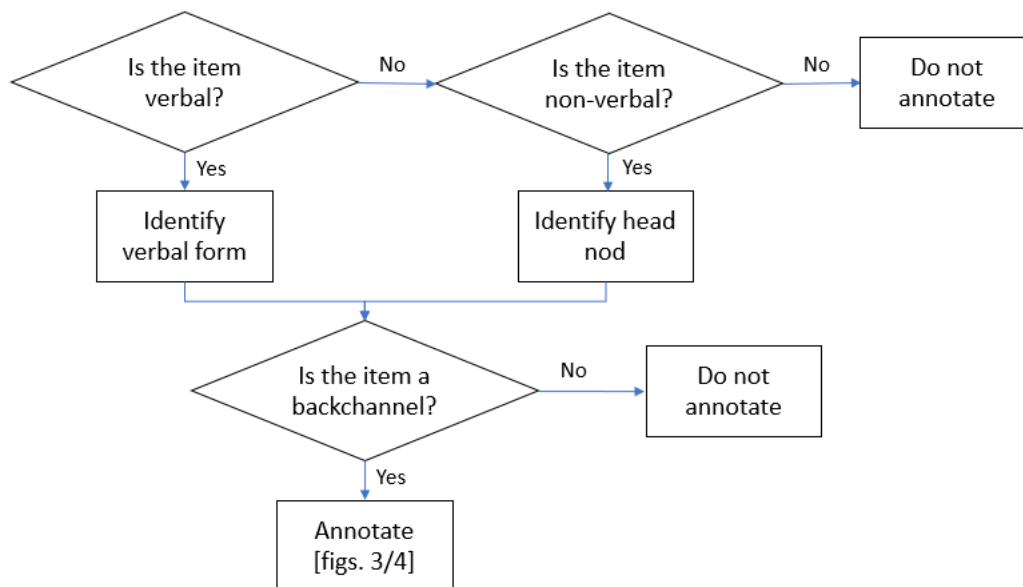 Is the item
verbal?
No
Is the item
non-verbal?
No
Do not
annotate
Yes
Yes
Identify
verbal form
Identify head
nod
Is the item a
backchannel?
No
Do not
annotate
Yes
Annotate
[figs. 3/4]